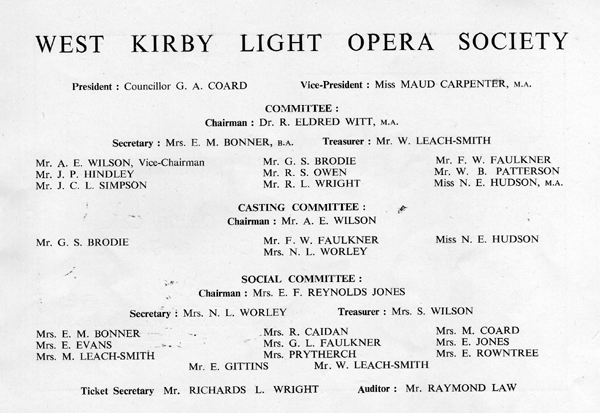 WEST KIRBY LIGHT OPERA SOCIETY
President : Councillor G. A. COARD Vice-President : Miss MAUD CARPENTER, M.A.
COMMITTEE :
Chairman : Dr. R. ELDRED WITT, M.A.
Secretary : Mrs. E. M. BONNER, B.A. Treasurer : Mr. W. LEACH-SMITH
Mr. A. E. WILSON, Vice-Chairman Mr. G. S. BRODIE Mr. F. W. FAULKNER
Mr. J. P. HINDLEY Mr. R. S. OWEN Mr. W. B. PATTERSON
Mr. J. C. L. SIMPSON Mr. R. L. WRIGHT Miss N. E. HUDSON, M.A.
CASTING COMMITTEE :
Chairman : Mr. A. E. WILSON
Mr. G. S. BRODIE Mr. F. W. FAULKNER Miss N. E. HUDSON
Mrs. N. L. WORLEY
SOCIAL COMMITTEE :
Chairman : Mrs. E. F. REYNOLDS JONES
Secretary : Mrs. N. L. WORLEY Treasurer : Mrs. S. WILSON
Mrs. E. M. BONNER Mrs. R. CAIDAN Mrs. M. COARD
Mrs. E. EVANS Mrs. G. L. FAULKNER Mrs. E. JONES
Mrs. M. LEACH-SMITH Mrs. PRYTHERCH Mrs. E. ROWNTREE
Mr. E. GITTINS Mr. W. LEACH-SMITH
Ticket Secretary Mr. RICHARDS L. WRIGHT Auditor : Mr. RAYMOND LAW